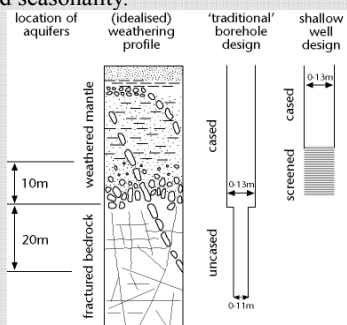 d seasonality.
location of aquifers
(idealised) weathering profile
'traditional' borehole design
shallow well design
weathered mantle
fractured bedrock
10m
20m
cased
uncased
0·13m
0·11m
0·13m
cased
screened